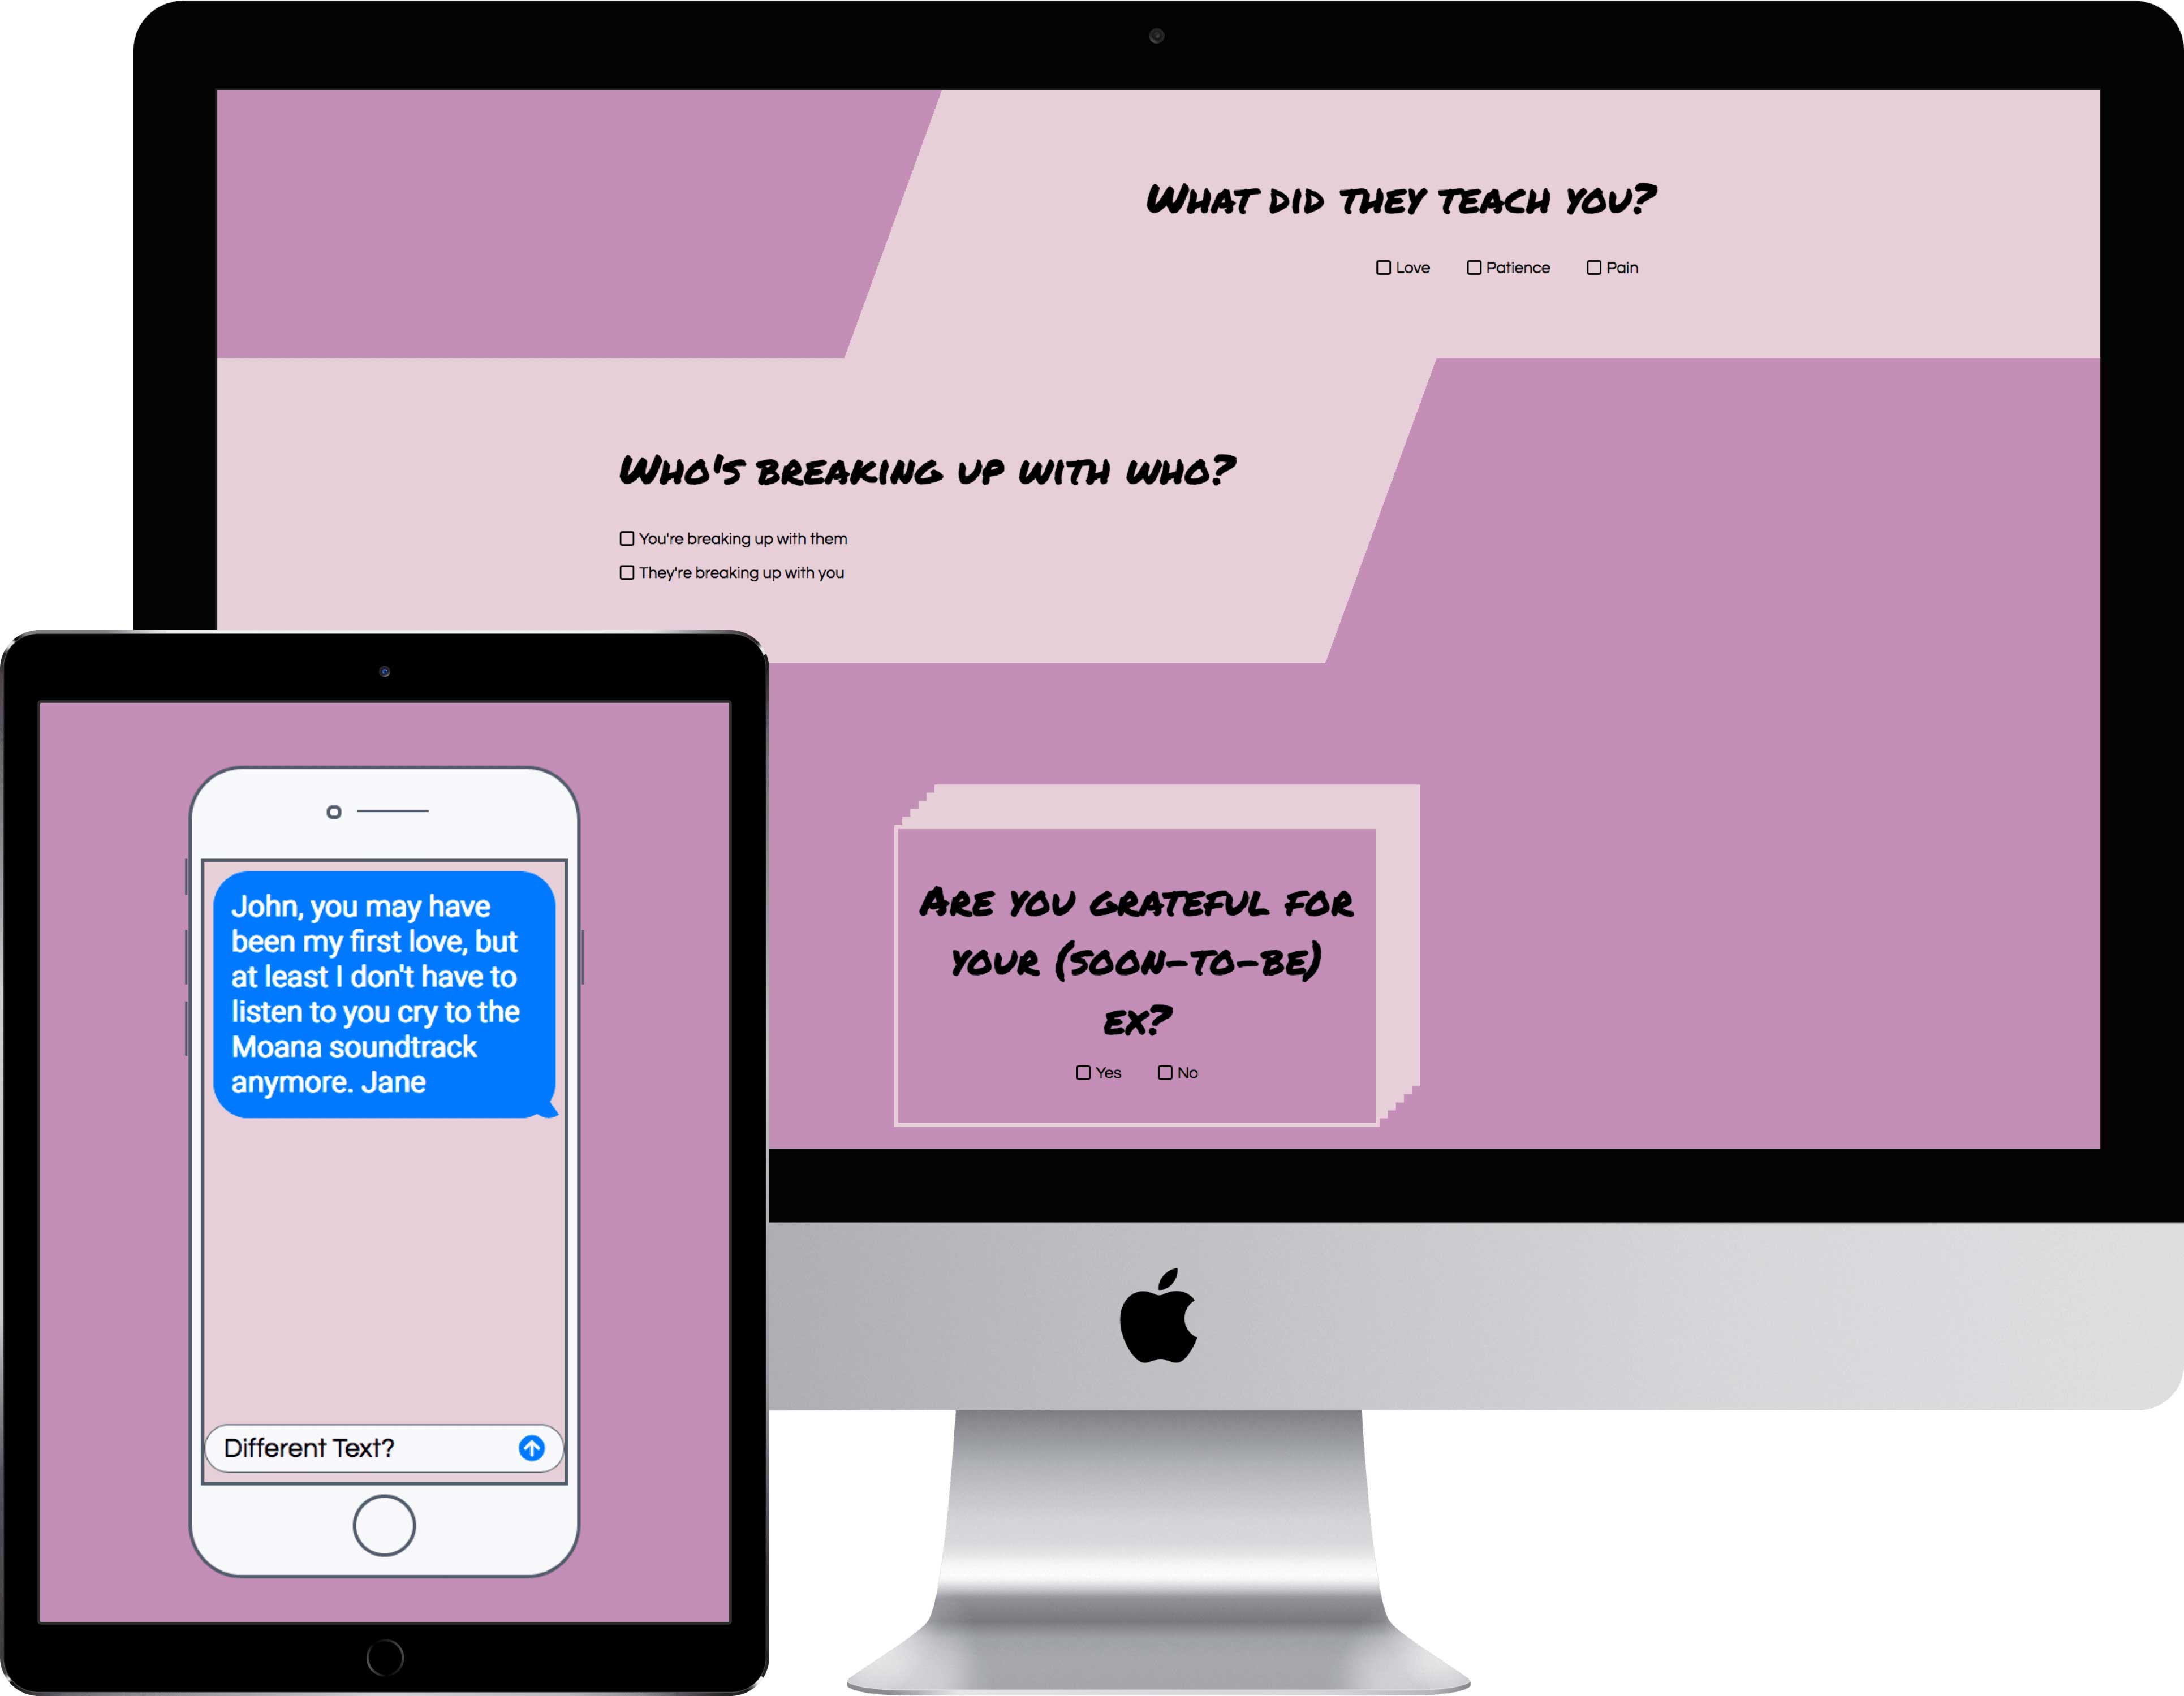 What did they teach you?
Love Patience Pain
Who's breaking up with who?
You're breaking up with them
They're breaking up with you
Are you grateful for
your (soon-to-be)
ex?
Yes No
John, you may have
been my first love, but
at least I don't have to
listen to you cry to the
Moana soundtrack
anymore. Jane
Different Text?